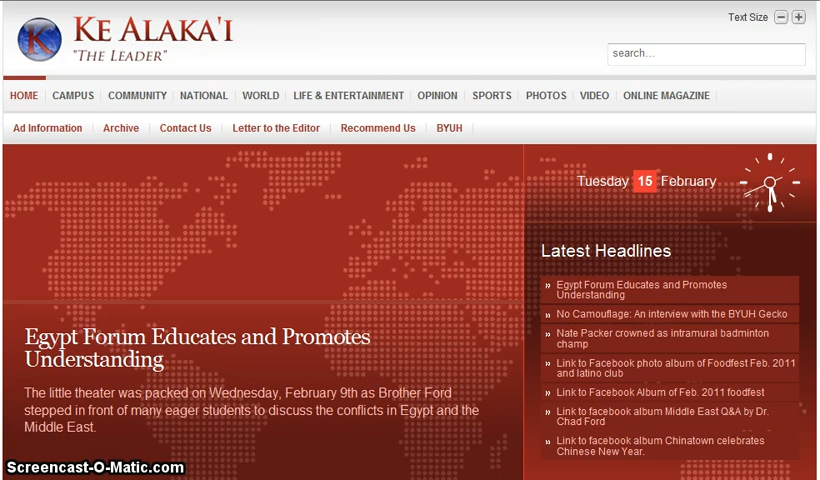 KE ALAKA'I
"THE LEADER"
Text Size
search...
HOME CAMPUS COMMUNITY NATIONAL WORLD LIFE & ENTERTAINMENT OPINION SPORTS PHOTOS VIDEO ONLINE MAGAZINE
Ad Information Archive Contact Us Letter to the Editor Recommend Us BYUH
Tuesday 15 February
Egypt Forum Educates and Promotes
Understanding
The little theater was packed on Wednesday, February 9th as Brother Ford
stepped in front of many eager students to discuss the conflicts in Egypt and the
Middle East.
Latest Headlines
» Egypt Forum Educates and Promotes
Understanding
» No Camouflage: An interview with the BYUH Gecko
» Nate Packer crowned as intramural badminton
champ
» Link to Facebook photo album of Foodfest Feb. 2011
and latino club
» Link to Facebook Album of Feb. 2011 foodfest
» Link to facebook album Middle East Q&A by Dr.
Chad Ford
» Link to facebook album Chinatown celebrates
Chinese New Year.
Screencast-O-Matic.com